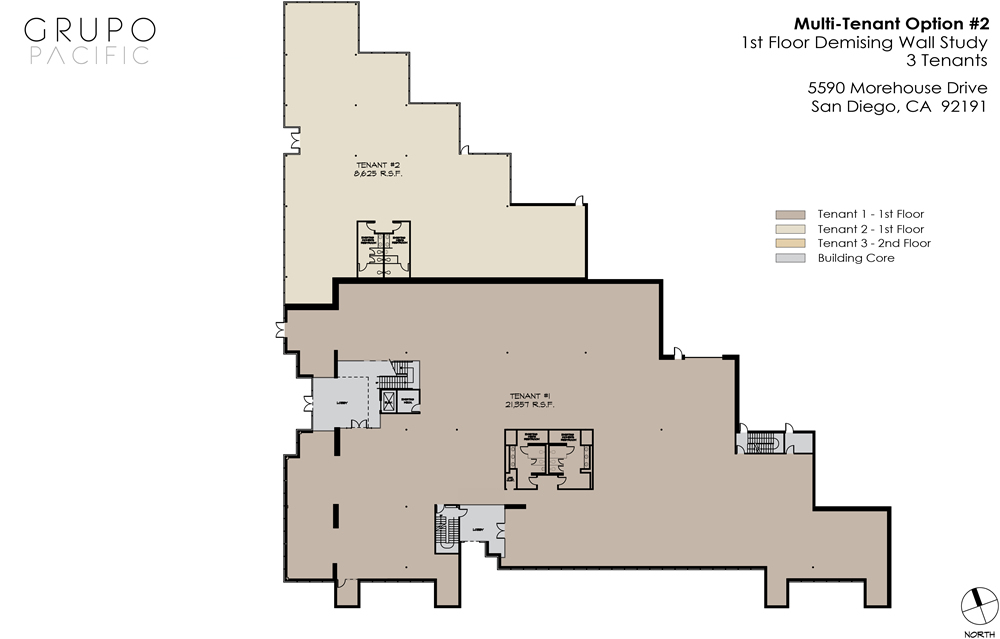 GRUPO
PACIFIC
Multi-Tenant Option #2
1st Floor Demising Wall Study
3 Tenants
5590 Morehouse Drive
San Diego, CA 92191
TENANT #2
8,625 R.S.F.
Tenant 1 - 1st Floor
Tenant 2 - 1st Floor
Tenant 3 - 2nd Floor
Building Core
LOBBY
TENANT #1
21,357 R.S.F.
LOBBY
NORTH